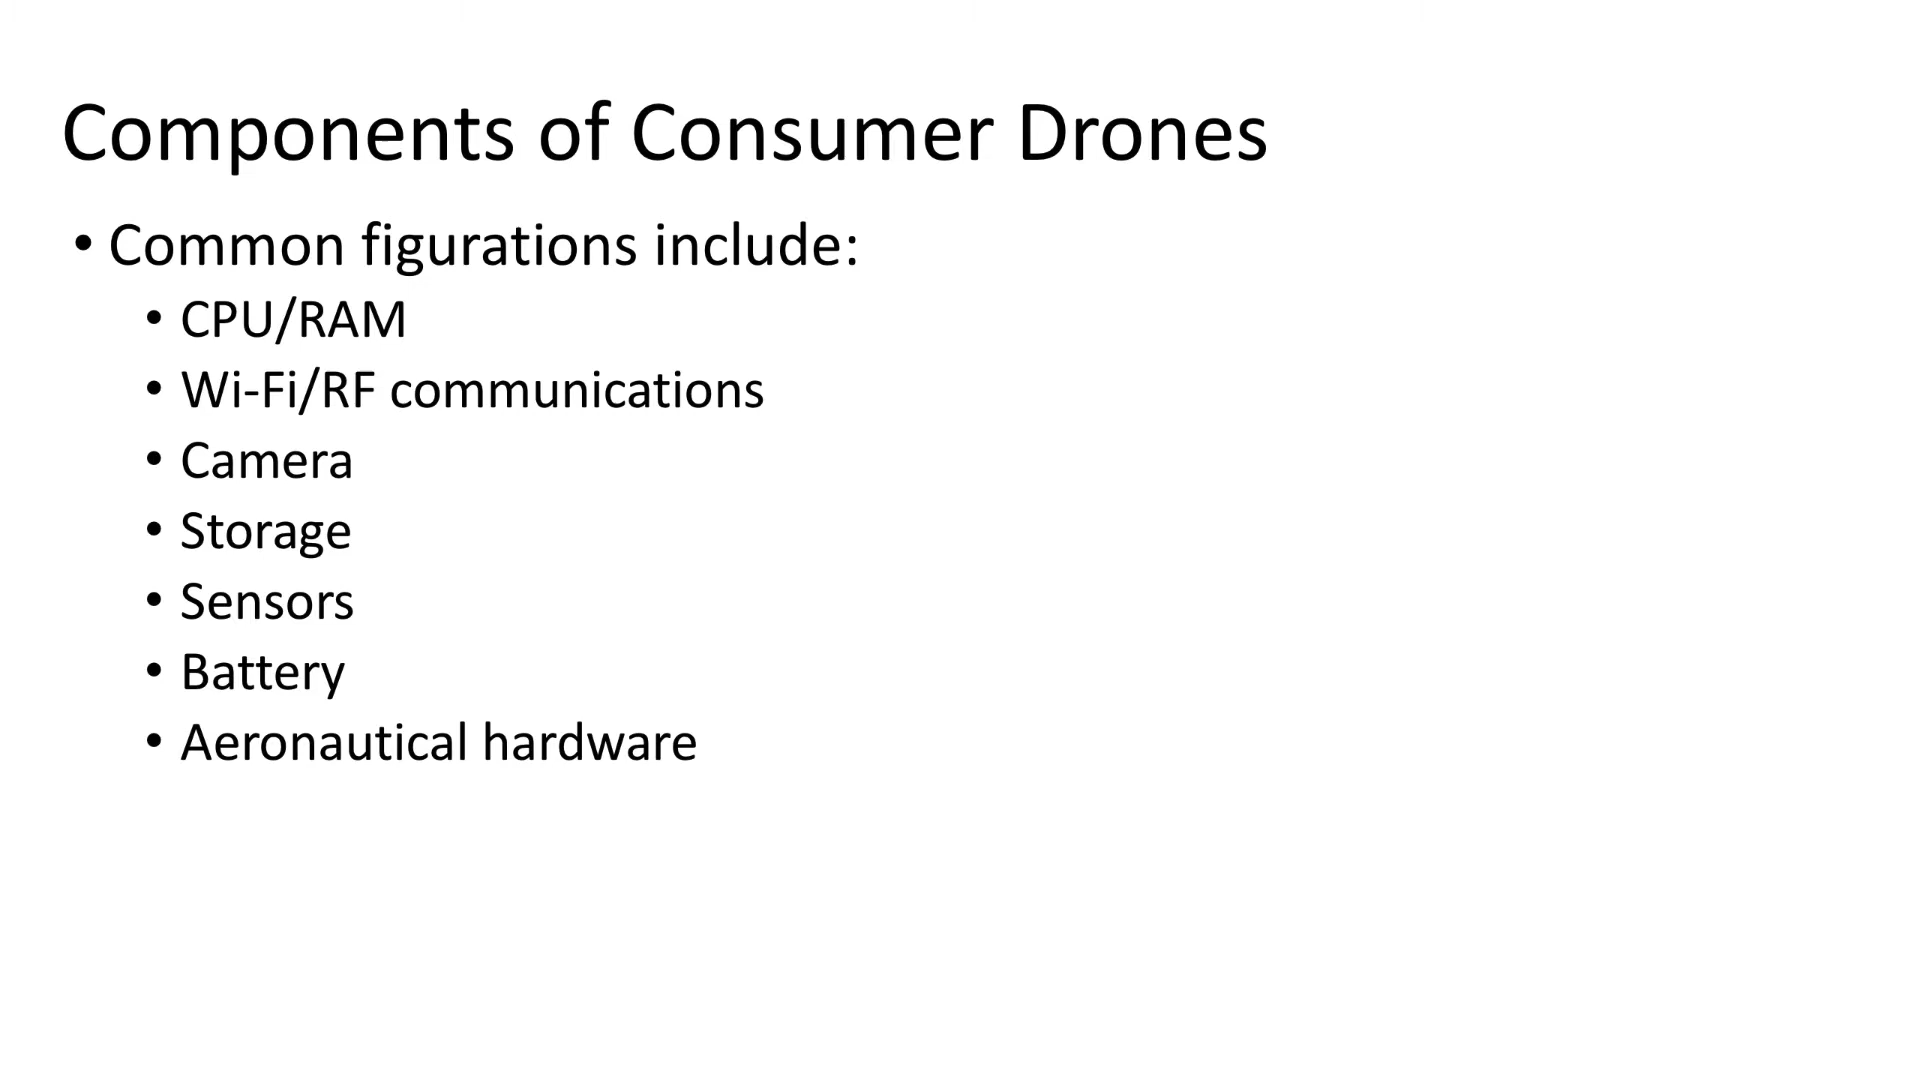 Components of Consumer Drones
• Common figurations include:
• CPU/RAM
• Wi-Fi/RF communications
• Camera
• Storage
• Sensors
• Battery
• Aeronautical hardware